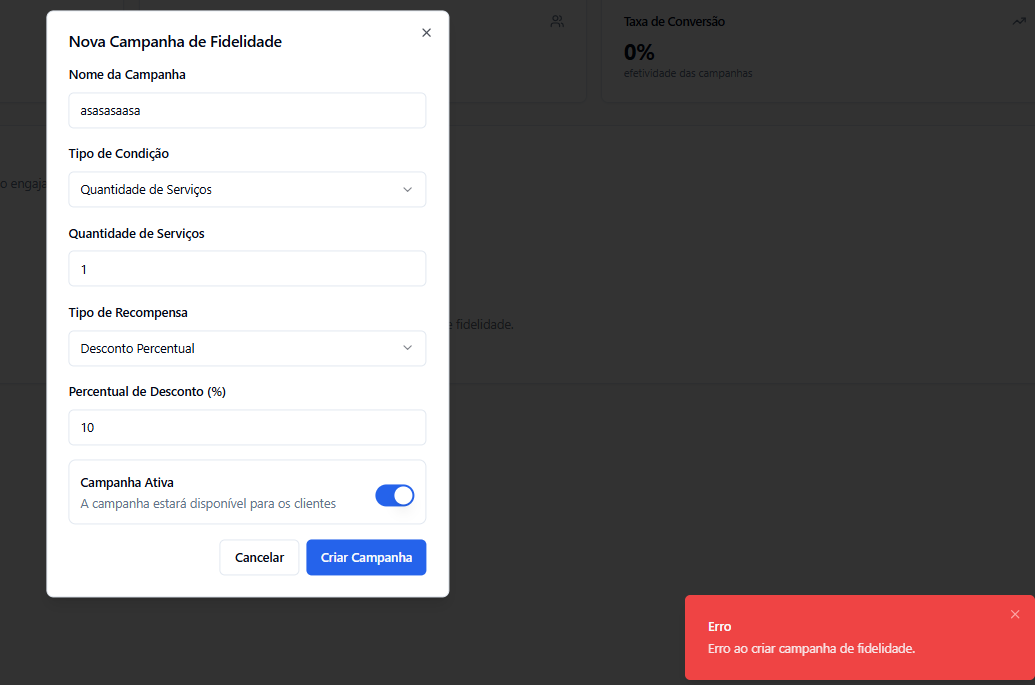 Taxa de Conversão
0%
efetividade das campanhas
o engaja
e fidelidade.
Nova Campanha de Fidelidade
Nome da Campanha
asasasaasa
Tipo de Condição
Quantidade de Serviços
Quantidade de Serviços
1
Tipo de Recompensa
Desconto Percentual
Percentual de Desconto (%)
10
Campanha Ativa
A campanha estará disponível para os clientes
Cancelar
Criar Campanha
Erro
Erro ao criar campanha de fidelidade.